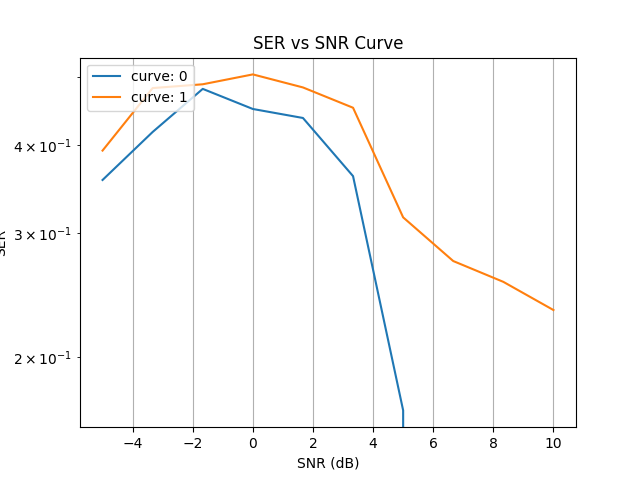 SER vs SNR Curve
curve: 0
curve: 1
4 × 10⁻¹
3 × 10⁻¹
2 × 10⁻¹
SER
−4 −2 0 2 4 6 8 10
SNR (dB)